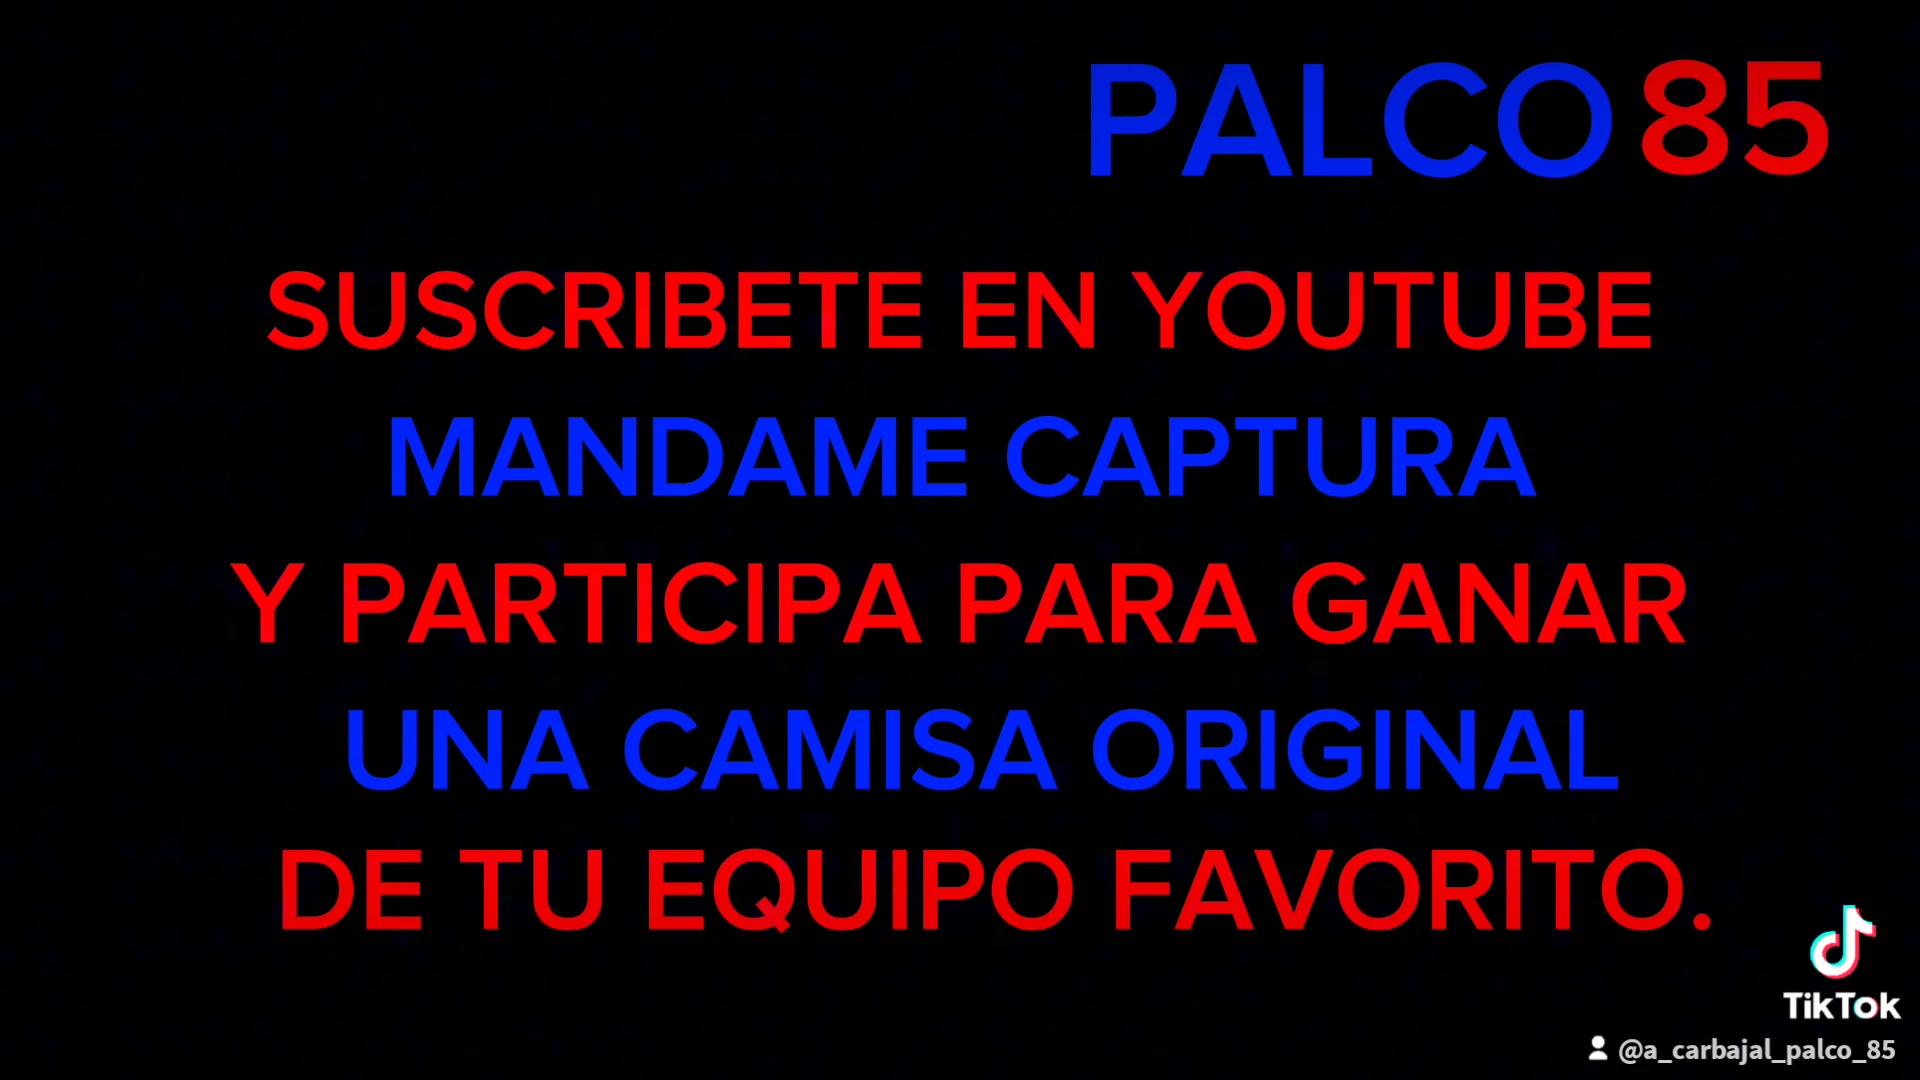 PALCO 85
SUSCRIBETE EN YOUTUBE
MANDAME CAPTURA
Y PARTICIPA PARA GANAR
UNA CAMISA ORIGINAL
DE TU EQUIPO FAVORITO.
TikTok
@a_carbajal_palco_85